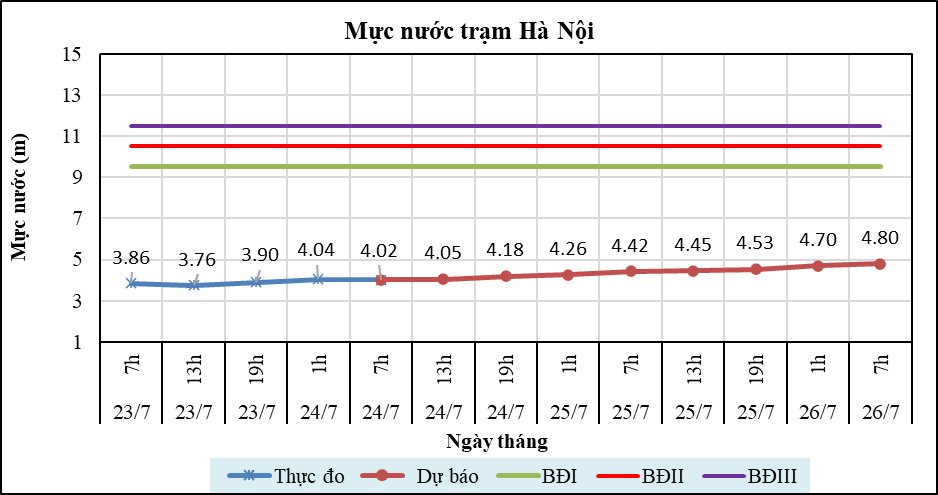 Mực nước trạm Hà Nội
Mực nước (m)
15
13
11
9
7
5
3
1
3.86 3.76 3.90 4.04 4.02 4.05 4.18 4.26 4.42 4.45 4.53 4.70 4.80
7h 13h 19h 1h 7h 13h 19h 1h 7h 13h 19h 1h 7h
23/7 23/7 23/7 24/7 24/7 24/7 24/7 25/7 25/7 25/7 25/7 26/7 26/7
Ngày tháng
Thực đo Dự báo BĐI BĐII BĐIII